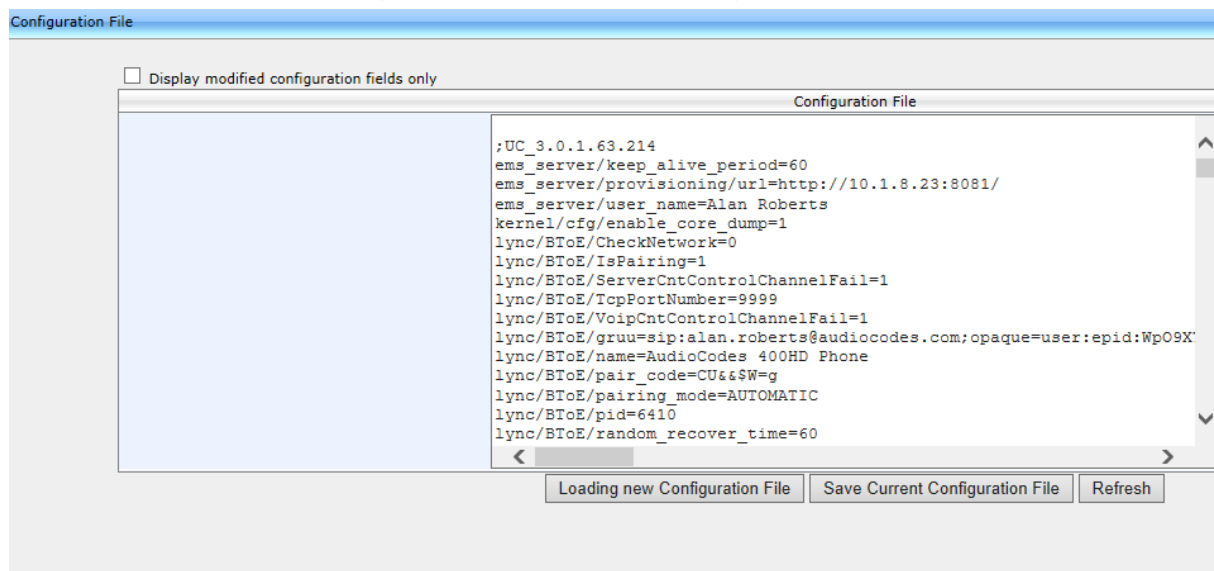 Configuration File
Display modified configuration fields only
Configuration File
;UC_3.0.1.63.214
ems_server/keep_alive_period=60
ems_server/provisioning/url=http://10.1.8.23:8081/
ems_server/user_name=Alan Roberts
kernel/cfg/enable_core_dump=1
lync/BToE/CheckNetwork=0
lync/BToE/IsPairing=1
lync/BToE/ServerCntControlChannelFail=1
lync/BToE/TcpPortNumber=9999
lync/BToE/VoipCntControlChannelFail=1
lync/BToE/gruu=sip:alan.roberts@audiocodes.com;opaque=user:epid:WpO9X
lync/BToE/name=AudioCodes 400HD Phone
lync/BToE/pair_code=CU&&$W=g
lync/BToE/pairing_mode=AUTOMATIC
lync/BToE/pid=6410
lync/BToE/random_recover_time=60
Loading new Configuration File Save Current Configuration File Refresh